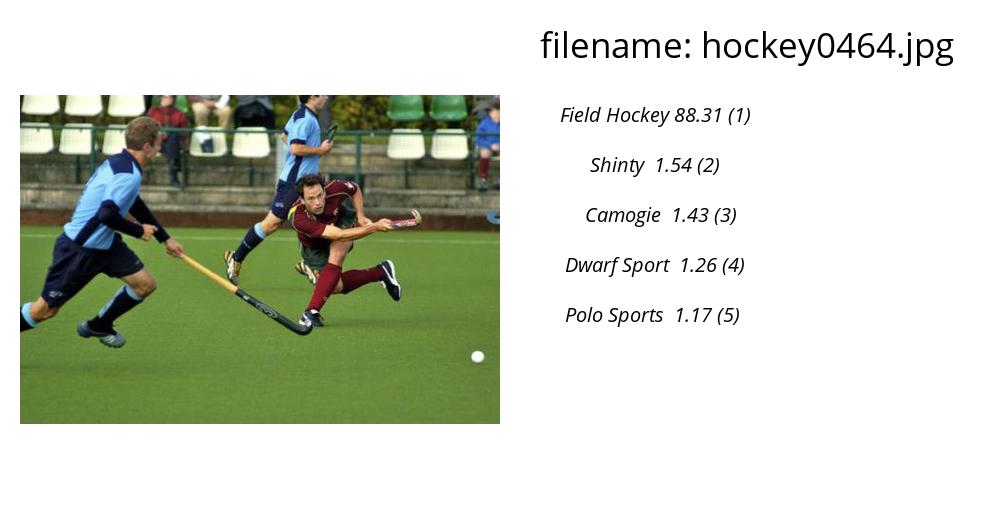 filename: hockey0464.jpg
Field Hockey 88.31 (1)
Shinty 1.54 (2)
Camogie 1.43 (3)
Dwarf Sport 1.26 (4)
Polo Sports 1.17 (5)